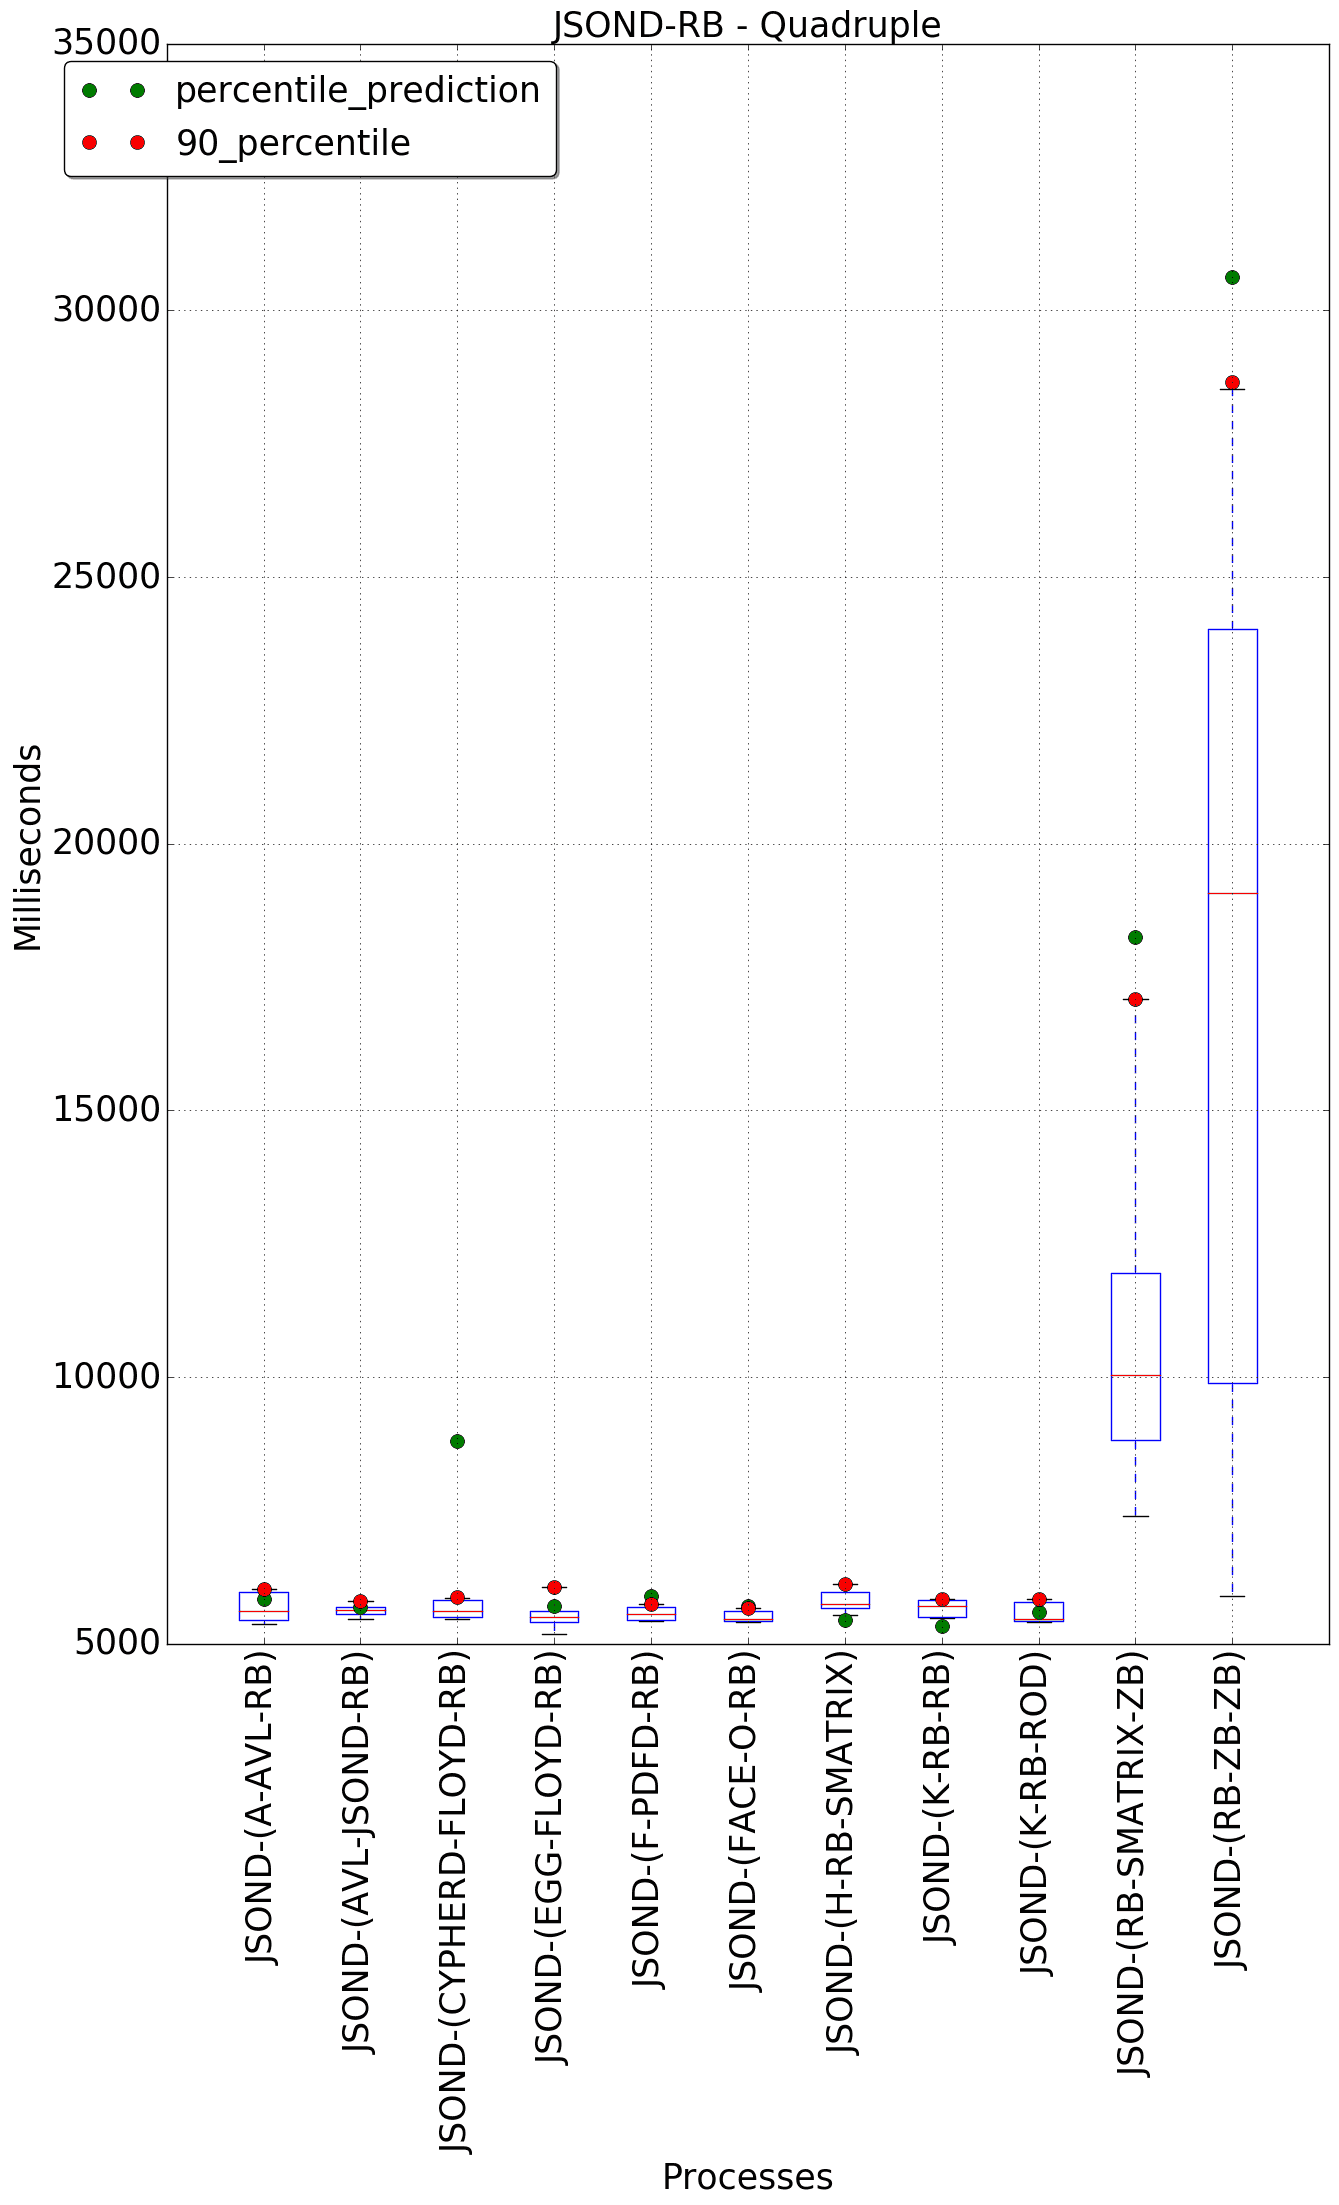 JSOND-RB - Quadruple
percentile_prediction
90_percentile
35000
30000
25000
20000
15000
10000
5000
Milliseconds
JSOND-(A-AVL-RB)
JSOND-(AVL-JSOND-RB)
JSOND-(CYPHERD-FLOYD-RB)
JSOND-(EGG-FLOYD-RB)
JSOND-(F-PDFD-RB)
JSOND-(FACE-O-RB)
JSOND-(H-RB-SMATRIX)
JSOND-(K-RB-RB)
JSOND-(K-RB-ROD)
JSOND-(RB-SMATRIX-ZB)
JSOND-(RB-ZB-ZB)
Processes